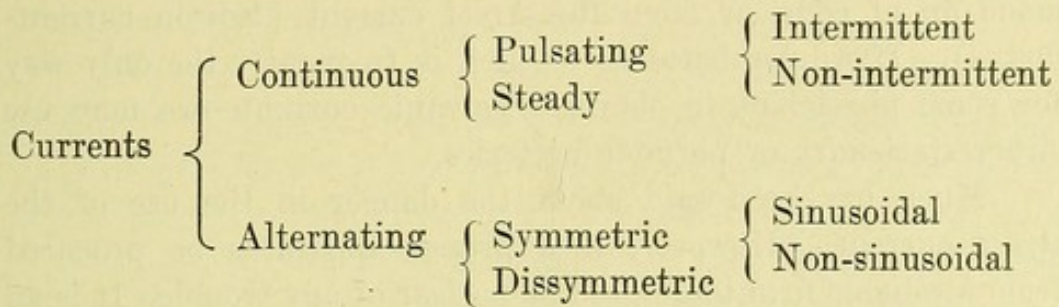 Currents
Continuous
Pulsating
Steady
Intermittent
Non-intermittent
Alternating
Symmetric
Dissymmetric
Sinusoidal
Non-sinusoidal